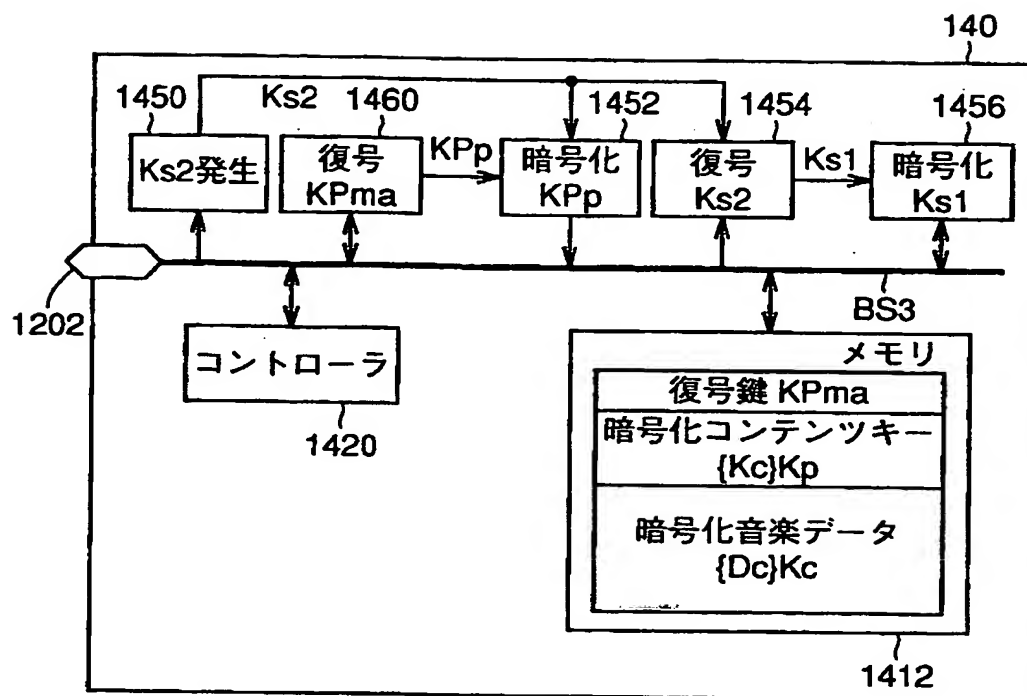 140
1450
Ks2
1460
1452
1454
1456
Ks2発生
復号
KPma
KPp
暗号化
KPp
復号
Ks2
Ks1
暗号化
Ks1
1202
BS3
コントローラ
1420
メモリ
復号鍵 KPma
暗号化コンテンツキー
{Kc}Kp
暗号化音楽データ
{Dc}Kc
1412